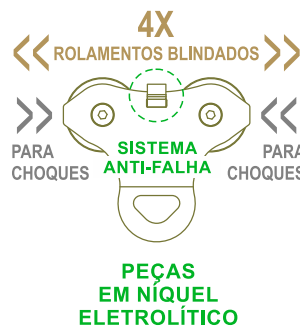 4X
ROLAMENTOS BLINDADOS
PARA
CHOQUES
SISTEMA
ANTI-FALHA
PARA
CHOQUES
PEÇAS
EM NÍQUEL
ELETROLÍTICO